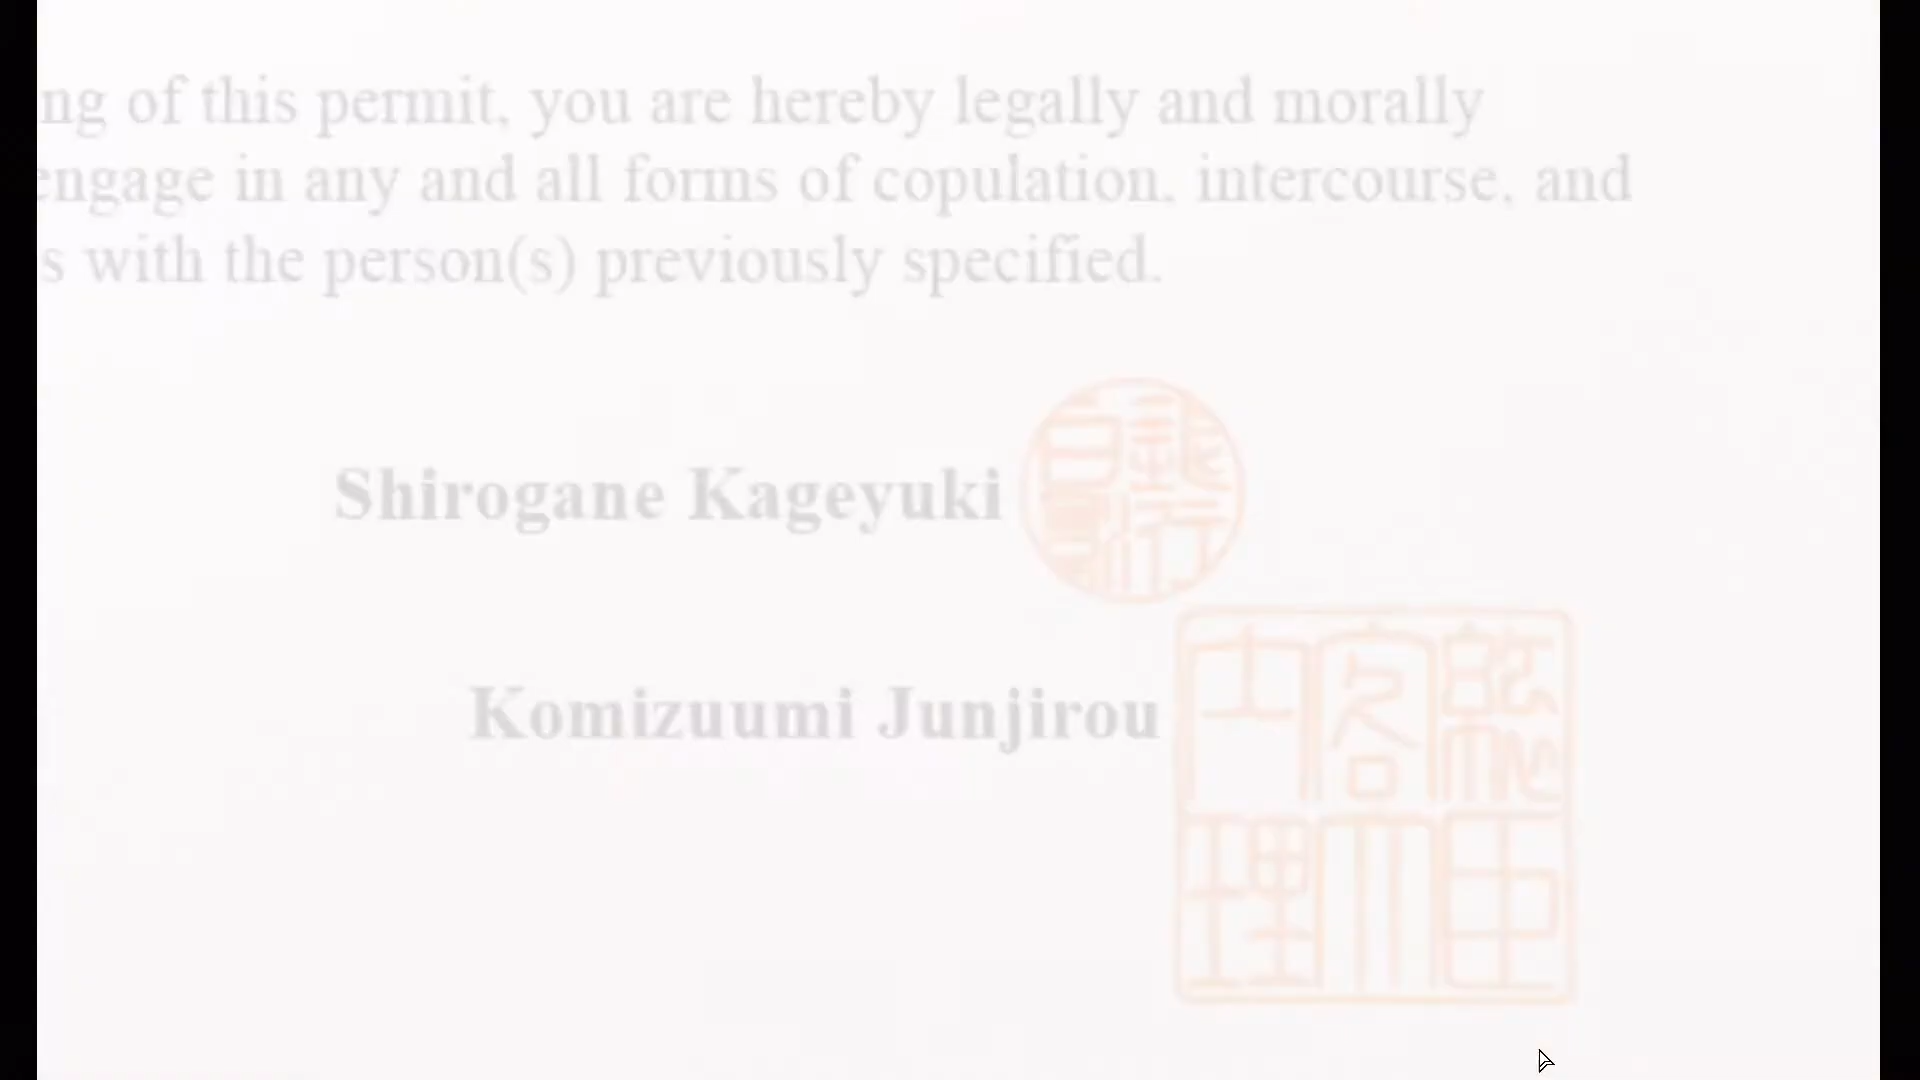 ng of this permit, you are hereby legally and morally
engage in any and all forms of copulation, intercourse, and
s with the person(s) previously specified.
Shirogane Kageyuki
Komizuumi Junjirou